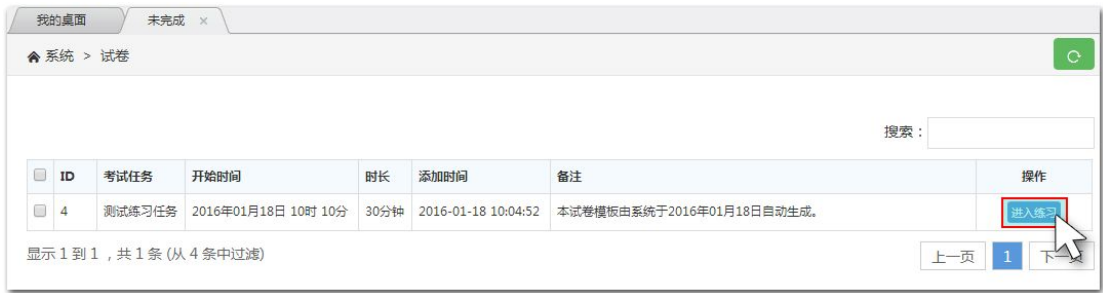 我的桌面 未完成 ×
系统 > 试卷
搜索：
ID 考试任务 开始时间 时长 添加时间 备注 操作
4 测试练习任务 2016年01月18日 10时 10分 30分钟 2016-01-18 10:04:52 本试卷模板由系统于2016年01月18日自动生成。 进入练习
显示 1 到 1 ，共 1 条 (从 4 条中过滤) 上一页 1 下一页